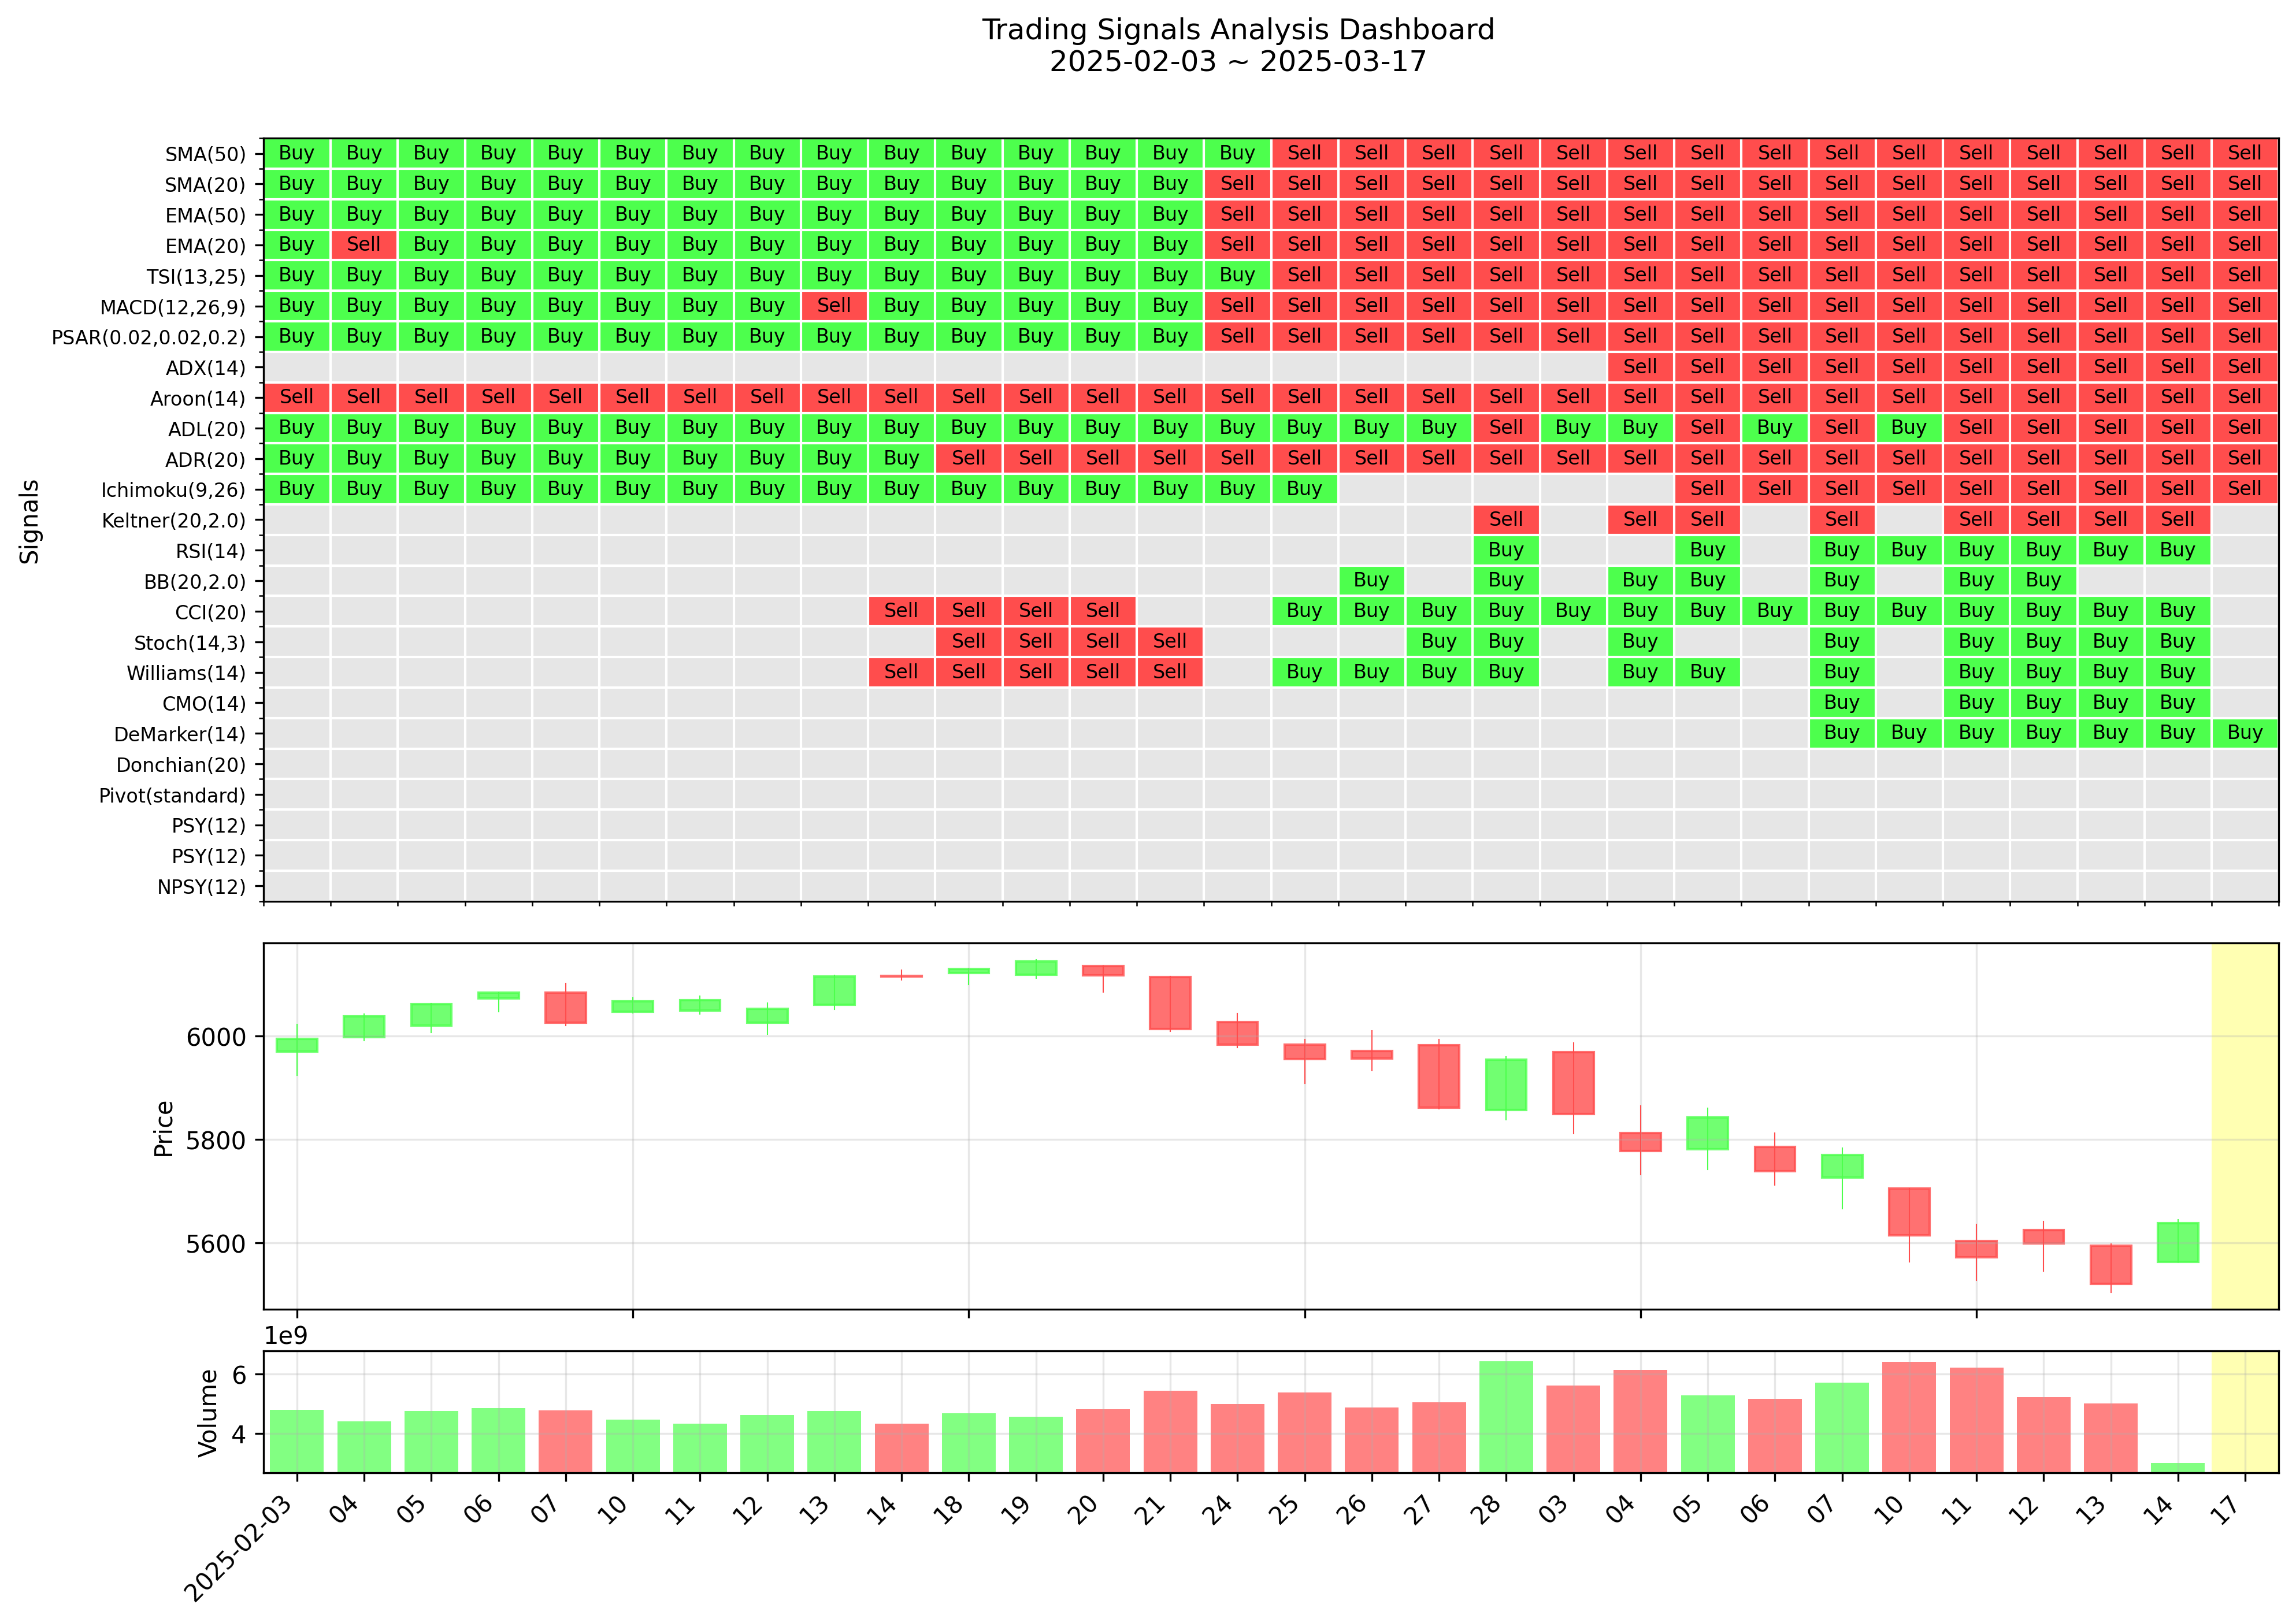 Trading Signals Analysis Dashboard
2025-02-03 ~ 2025-03-17
Signals
SMA(50) Buy Buy Buy Buy Buy Buy Buy Buy Buy Buy Buy Buy Buy Buy Buy Sell Sell Sell Sell Sell Sell Sell Sell Sell Sell Sell Sell Sell Sell Sell
SMA(20) Buy Buy Buy Buy Buy Buy Buy Buy Buy Buy Buy Buy Buy Buy Sell Sell Sell Sell Sell Sell Sell Sell Sell Sell Sell Sell Sell Sell Sell Sell
EMA(50) Buy Buy Buy Buy Buy Buy Buy Buy Buy Buy Buy Buy Buy Buy Sell Sell Sell Sell Sell Sell Sell Sell Sell Sell Sell Sell Sell Sell Sell Sell
EMA(20) Buy Sell Buy Buy Buy Buy Buy Buy Buy Buy Buy Buy Buy Buy Sell Sell Sell Sell Sell Sell Sell Sell Sell Sell Sell Sell Sell Sell Sell Sell
TSI(13,25) Buy Buy Buy Buy Buy Buy Buy Buy Buy Buy Buy Buy Buy Buy Buy Sell Sell Sell Sell Sell Sell Sell Sell Sell Sell Sell Sell Sell Sell Sell
MACD(12,26,9) Buy Buy Buy Buy Buy Buy Buy Buy Sell Buy Buy Buy Buy Buy Sell Sell Sell Sell Sell Sell Sell Sell Sell Sell Sell Sell Sell Sell Sell Sell
PSAR(0.02,0.02,0.2) Buy Buy Buy Buy Buy Buy Buy Buy Buy Buy Buy Buy Buy Buy Sell Sell Sell Sell Sell Sell Sell Sell Sell Sell Sell Sell Sell Sell Sell Sell
ADX(14) Sell Sell Sell Sell Sell Sell Sell Sell Sell Sell
Aroon(14) Sell Sell Sell Sell Sell Sell Sell Sell Sell Sell Sell Sell Sell Sell Sell Sell Sell Sell Sell Sell Sell Sell Sell Sell Sell Sell Sell Sell Sell Sell
ADL(20) Buy Buy Buy Buy Buy Buy Buy Buy Buy Buy Buy Buy Buy Buy Buy Buy Buy Buy Sell Buy Buy Sell Buy Sell Buy Sell Sell Sell Sell Sell
ADR(20) Buy Buy Buy Buy Buy Buy Buy Buy Buy Buy Sell Sell Sell Sell Sell Sell Sell Sell Sell Sell Sell Sell Sell Sell Sell Sell Sell Sell Sell Sell
Ichimoku(9,26) Buy Buy Buy Buy Buy Buy Buy Buy Buy Buy Buy Buy Buy Buy Buy Buy Sell Sell Sell Sell Sell Sell Sell Sell Sell
Keltner(20,2.0) Sell Sell Sell Sell Sell Sell Sell Sell
RSI(14) Buy Buy Buy Buy Buy Buy Buy Buy
BB(20,2.0) Buy Buy Buy Buy Buy Buy Buy
CCI(20) Sell Sell Sell Sell Buy Buy Buy Buy Buy Buy Buy Buy Buy Buy Buy Buy Buy Buy
Stoch(14,3) Sell Sell Sell Sell Buy Buy Buy Buy Buy Buy Buy Buy
Williams(14) Sell Sell Sell Sell Sell Buy Buy Buy Buy Buy Buy Buy Buy Buy Buy Buy
CMO(14) Buy Buy Buy Buy Buy
DeMarker(14) Buy Buy Buy Buy Buy Buy Buy
Donchian(20)
Pivot(standard)
PSY(12)
PSY(12)
NPSY(12)
Price
6000
5800
5600
1e9
Volume
6
4
2025-02-03 04 05 06 07 10 11 12 13 14 18 19 20 21 24 25 26 27 28 03 04 05 06 07 10 11 12 13 14 17